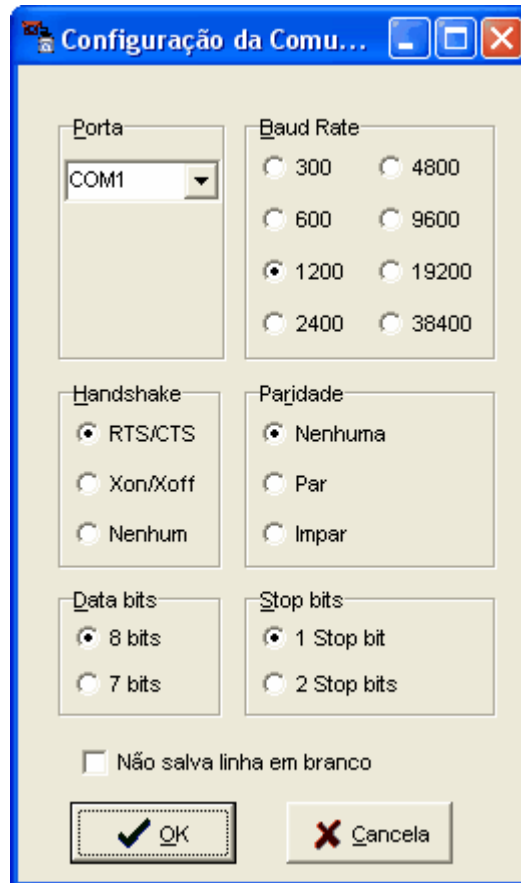 Configuração da Comu...
Porta
COM1
Baud Rate
300
600
1200
2400
4800
9600
19200
38400
Handshake
RTS/CTS
Xon/Xoff
Nenhum
Paridade
Nenhuma
Par
Impar
Data bits
8 bits
7 bits
Stop bits
1 Stop bit
2 Stop bits
Não salva linha em branco
OK
Cancela